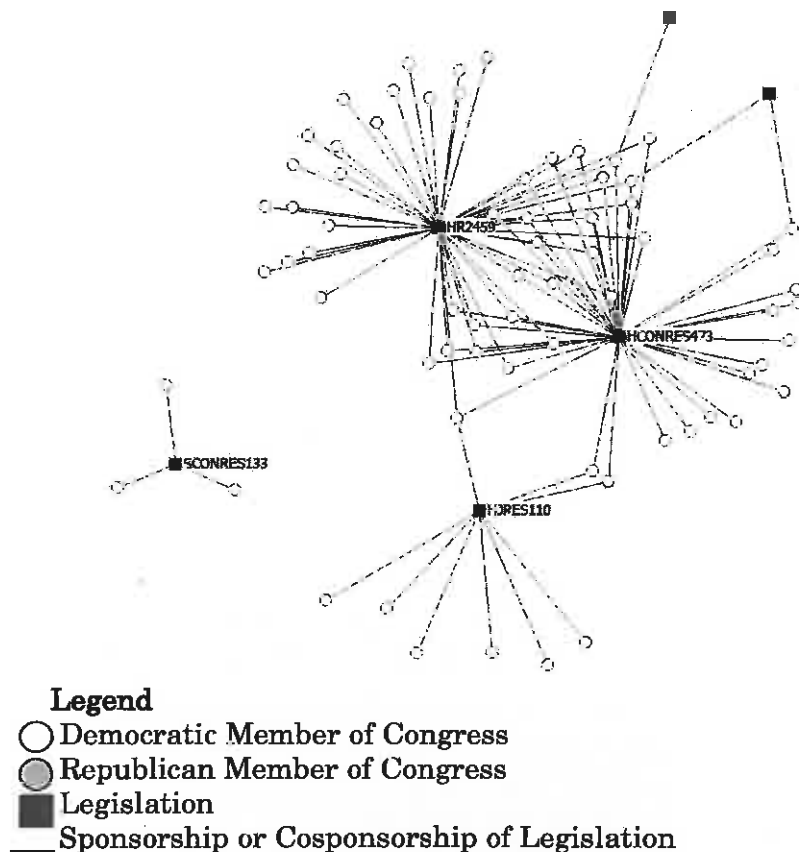 HR2459
HCONRES473
SCONRES133
HJRES110
Legend
Democratic Member of Congress
Republican Member of Congress
Legislation
Sponsorship or Cosponsorship of Legislation